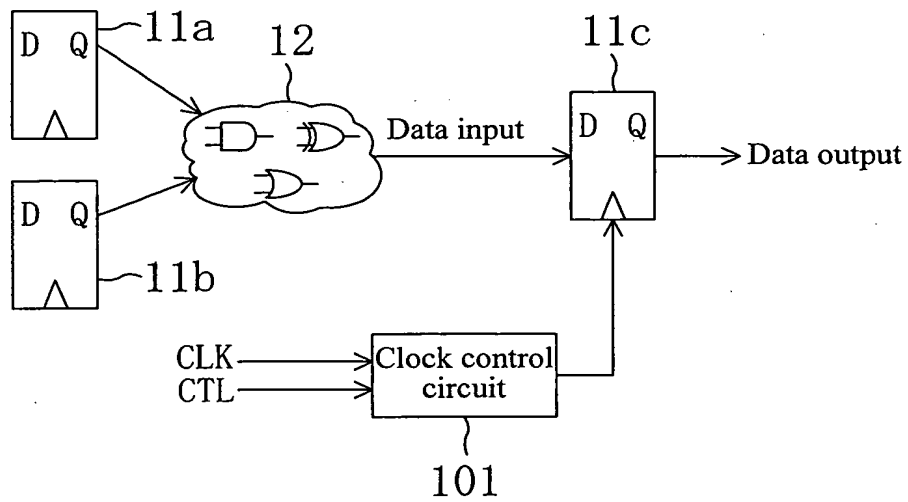 D Q
11a
12
11c
D Q
Data input
Data output
D Q
11b
CLK
CTL
Clock control
circuit
101